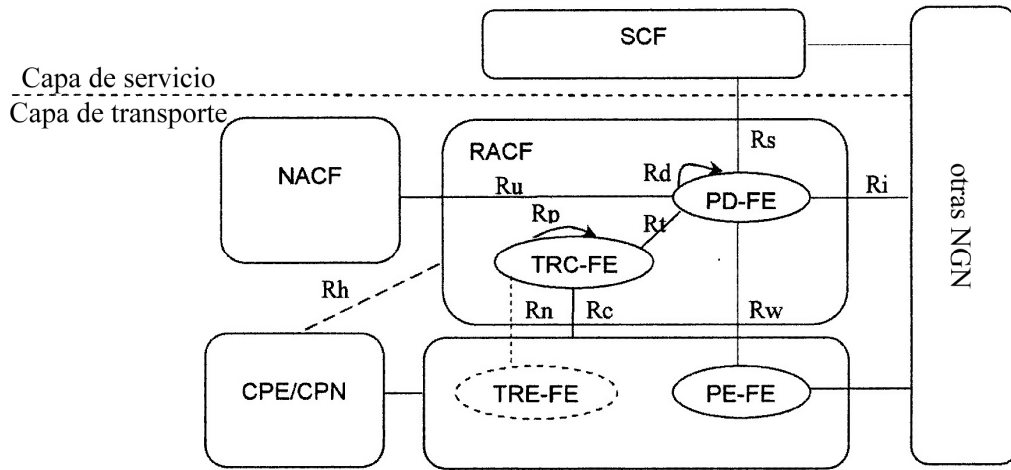 SCF
Capa de servicio
Capa de transporte
RACF
Rs
NACF
Ru
Rd
PD-FE
Ri
Rp
Rt
TRC-FE
otras NGN
Rh
Rn
Rc
Rw
CPE/CPN
TRE-FE
PE-FE